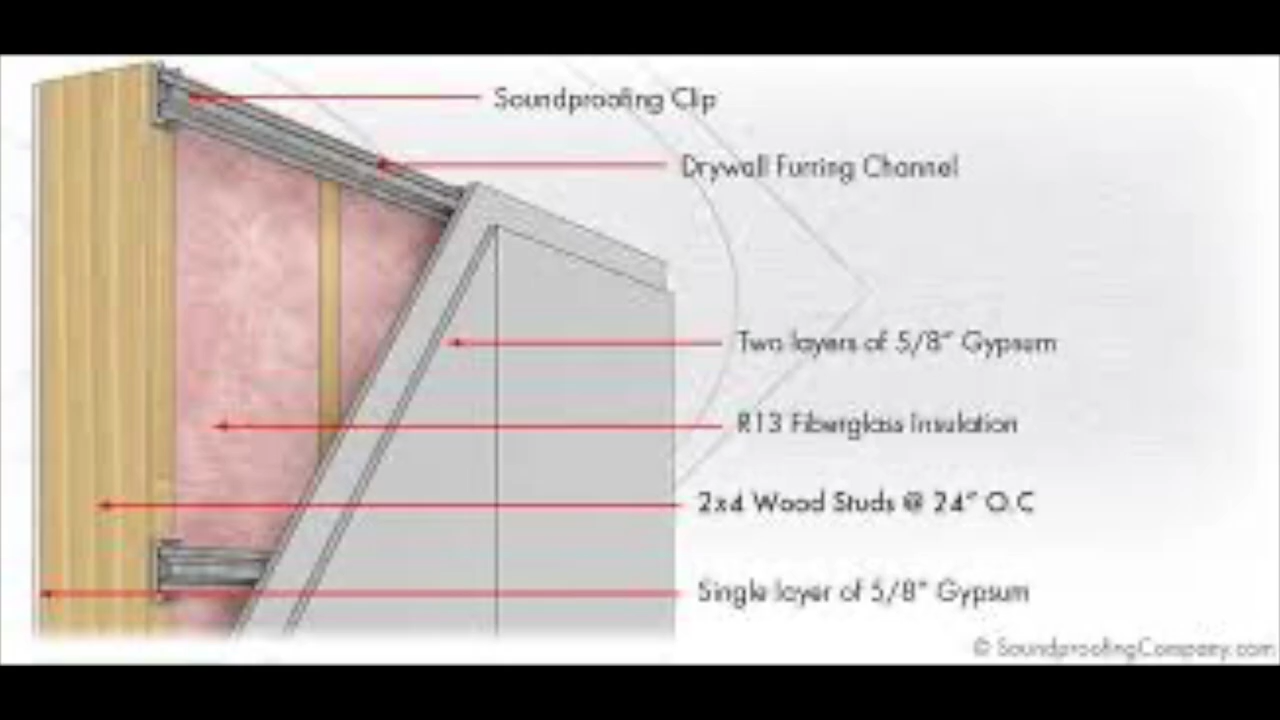 Soundproofing Clip
Drywall Furring Channel
Two layers of 5/8" Gypsum
R13 Fiberglass Insulation
2x4 Wood Studs @ 24" O.C
Single layer of 5/8" Gypsum
© SoundproofingCompany.com